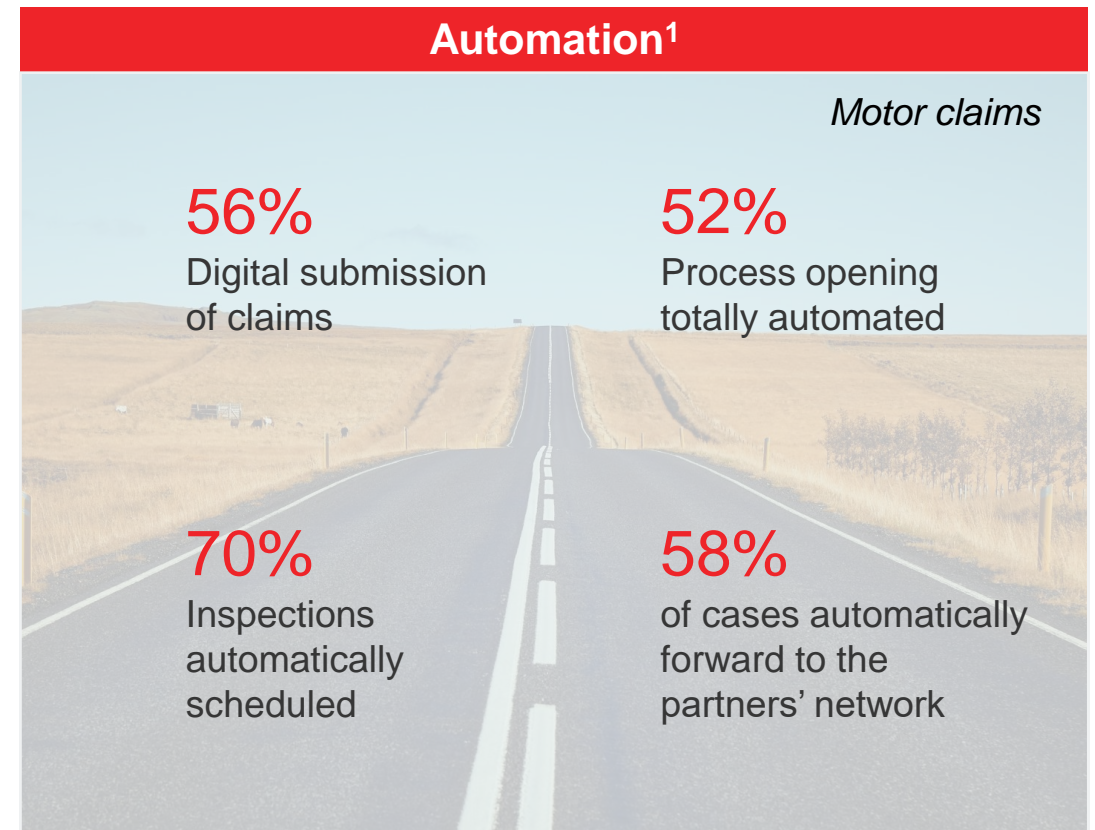 Automation¹
Motor claims
56%
Digital submission
of claims
52%
Process opening
totally automated
70%
Inspections
automatically
scheduled
58%
of cases automatically
forward to the
partners’ network